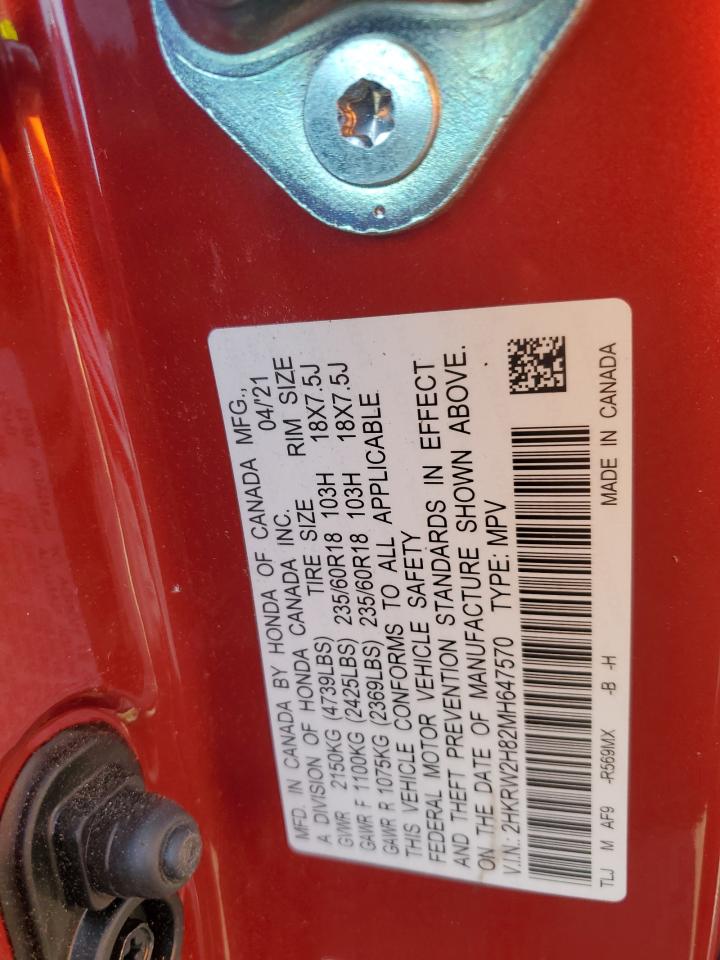 MFD. IN CANADA BY HONDA OF CANADA MFG.,
A DIVISION OF HONDA CANADA INC. 04/'21
TIRE SIZE RIM SIZE
GVWR 2150KG (4739LBS)
GAWR F 1100KG (2425LBS) 235/60R18 103H 18X7.5J
GAWR R 1075KG (2369LBS) 235/60R18 103H 18X7.5J
THIS VEHICLE CONFORMS TO ALL APPLICABLE
FEDERAL MOTOR VEHICLE SAFETY
AND THEFT PREVENTION STANDARDS IN EFFECT
ON THE DATE OF MANUFACTURE SHOWN ABOVE.
V.I.N.: 2HKRW2H82MH647570 TYPE: MPV
TLJ M AF9 -R569MX -B -H MADE IN CANADA